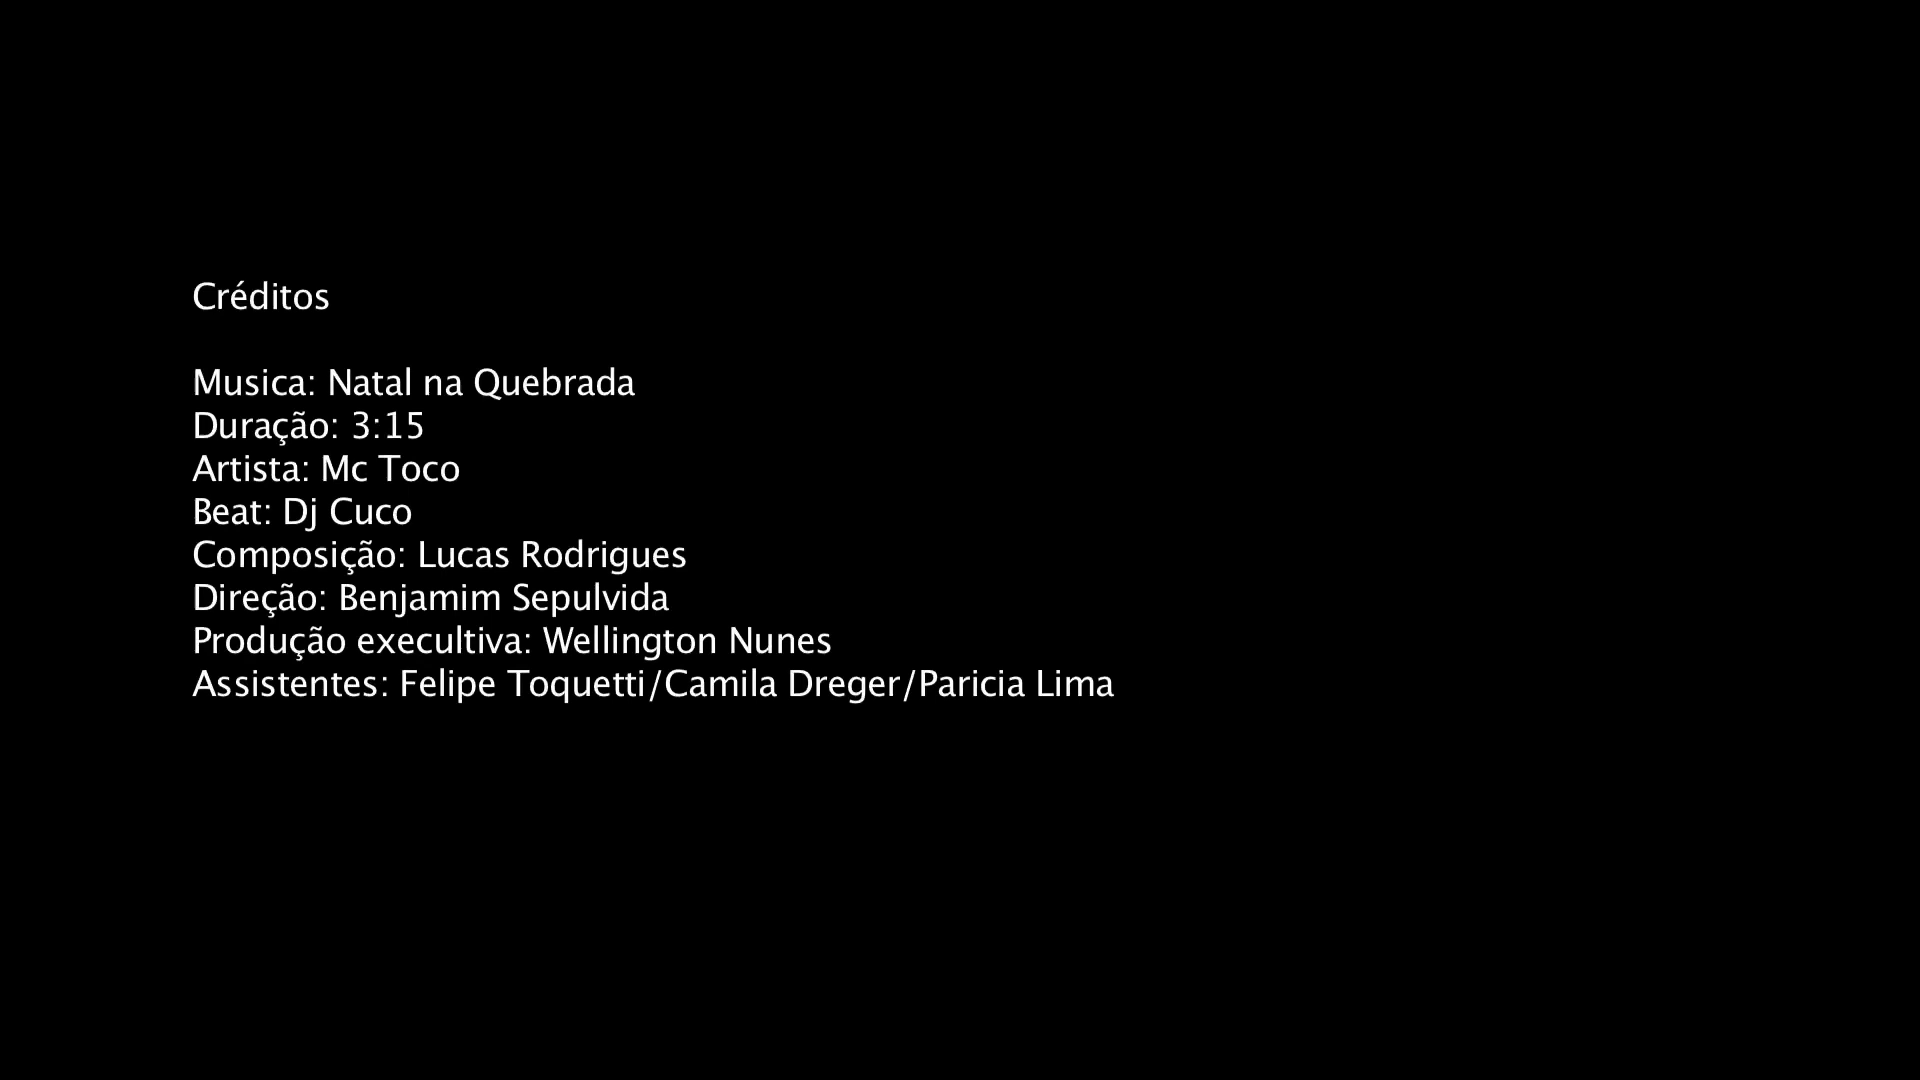 Créditos
Musica: Natal na Quebrada
Duração: 3:15
Artista: Mc Toco
Beat: Dj Cuco
Composição: Lucas Rodrigues
Direção: Benjamim Sepulvida
Produção execultiva: Wellington Nunes
Assistentes: Felipe Toquetti/Camila Dreger/Paricia Lima